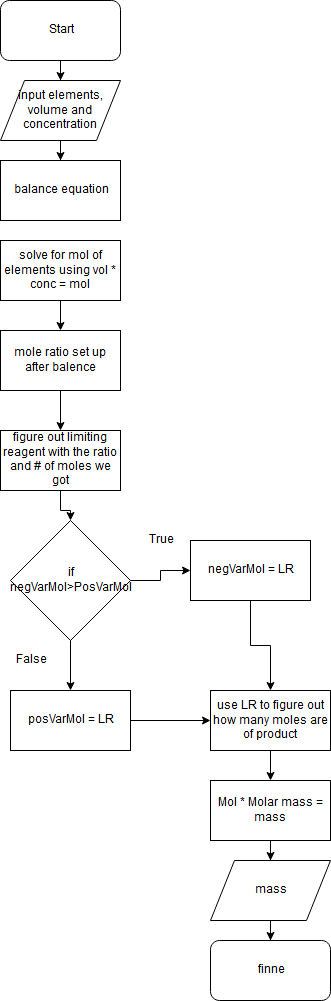 Start
input elements,
volume and
concentration
balance equation
solve for mol of
elements using vol *
conc = mol
mole ratio set up
after balence
figure out limiting
reagent with the ratio
and # of moles we
got
if
negVarMol>PosVarMol
True
negVarMol = LR
False
posVarMol = LR
use LR to figure out
how many moles are
of product
Mol * Molar mass =
mass
mass
finne